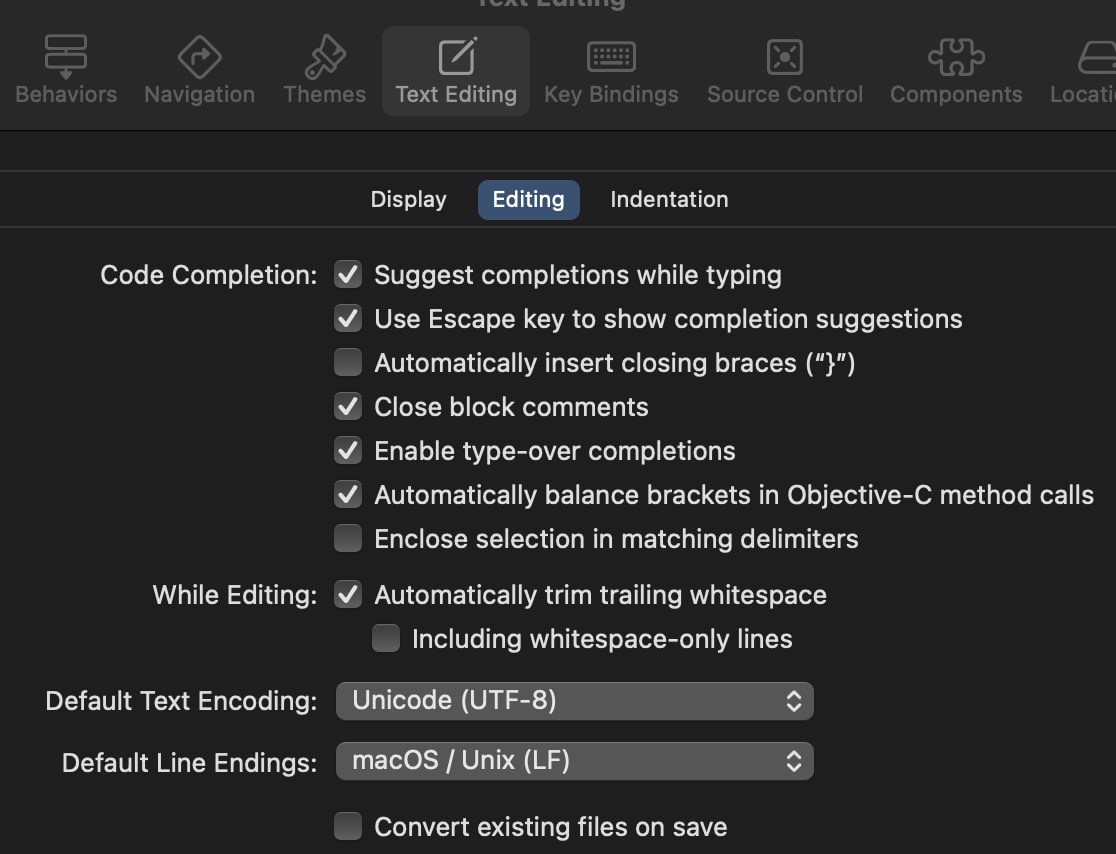 Text Editing
Behaviors Navigation Themes Text Editing Key Bindings Source Control Components Locati
Display Editing Indentation
Code Completion: Suggest completions while typing
Use Escape key to show completion suggestions
Automatically insert closing braces (“}”)
Close block comments
Enable type-over completions
Automatically balance brackets in Objective-C method calls
Enclose selection in matching delimiters
While Editing: Automatically trim trailing whitespace
Including whitespace-only lines
Default Text Encoding: Unicode (UTF-8)
Default Line Endings: macOS / Unix (LF)
Convert existing files on save